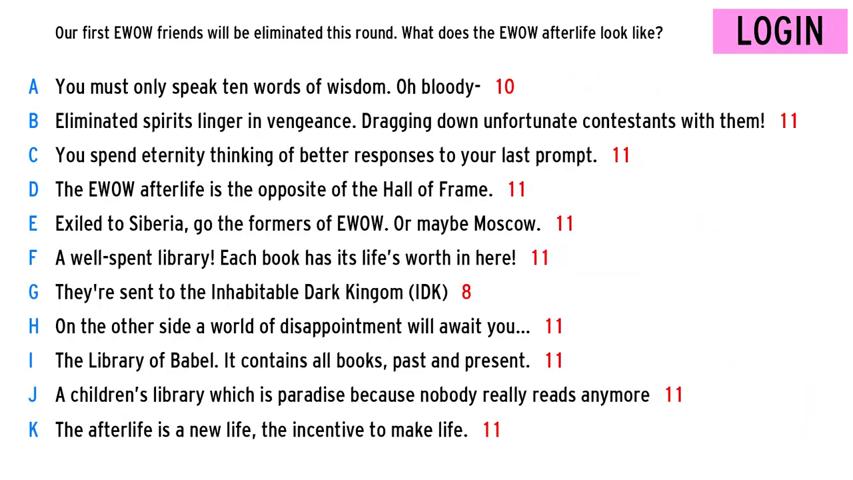 Our first EWOW friends will be eliminated this round. What does the EWOW afterlife look like?
LOGIN
A You must only speak ten words of wisdom. Oh bloody- 10
B Eliminated spirits linger in vengeance. Dragging down unfortunate contestants with them! 11
C You spend eternity thinking of better responses to your last prompt. 11
D The EWOW afterlife is the opposite of the Hall of Frame. 11
E Exiled to Siberia, go the formers of EWOW. Or maybe Moscow. 11
F A well-spent library! Each book has its life's worth in here! 11
G They're sent to the Inhabitable Dark Kingom (IDK) 8
H On the other side a world of disappointment will await you... 11
I The Library of Babel. It contains all books, past and present. 11
J A children's library which is paradise because nobody really reads anymore 11
K The afterlife is a new life, the incentive to make life. 11